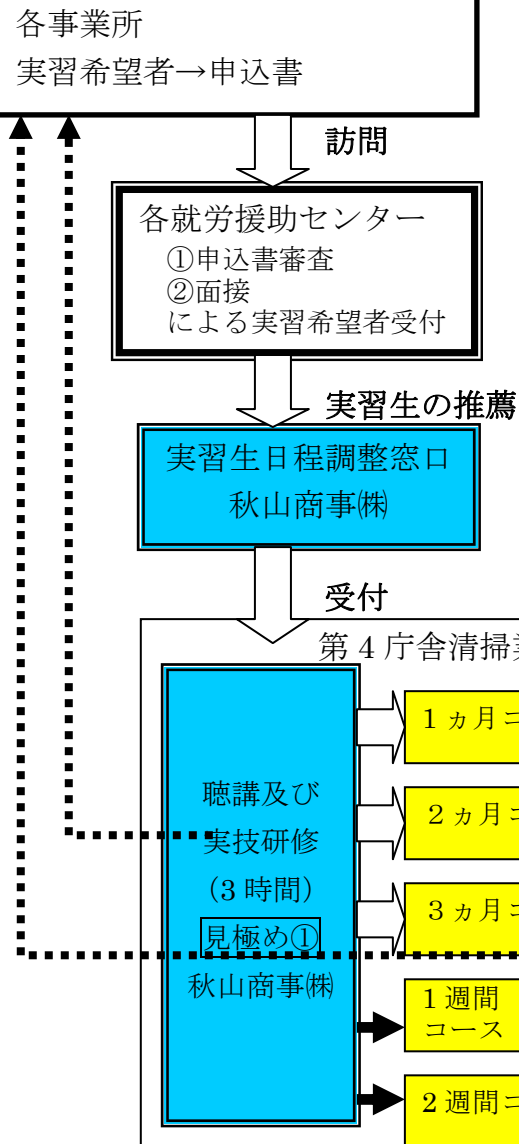 各事業所
実習希望者→申込書
訪問
各就労援助センター
①申込書審査
②面接
による実習希望者受付
実習生の推薦
実習生日程調整窓口
秋山商事㈱
受付
第４庁舎清掃
聴講及び
実技研修
(3 時間)
見極め①
秋山商事㈱
１ヵ月コ
２ヵ月コ
３ヵ月コ
１週間
コース
２週間コ